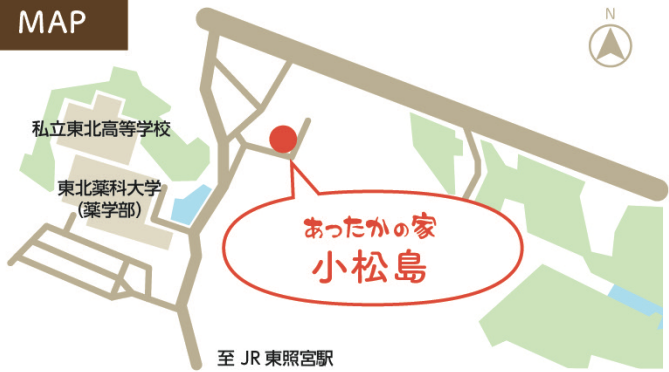 MAP
N
私立東北高等学校
東北薬科大学
(薬学部)
あったかの家
小松島
至 JR 東照宮駅